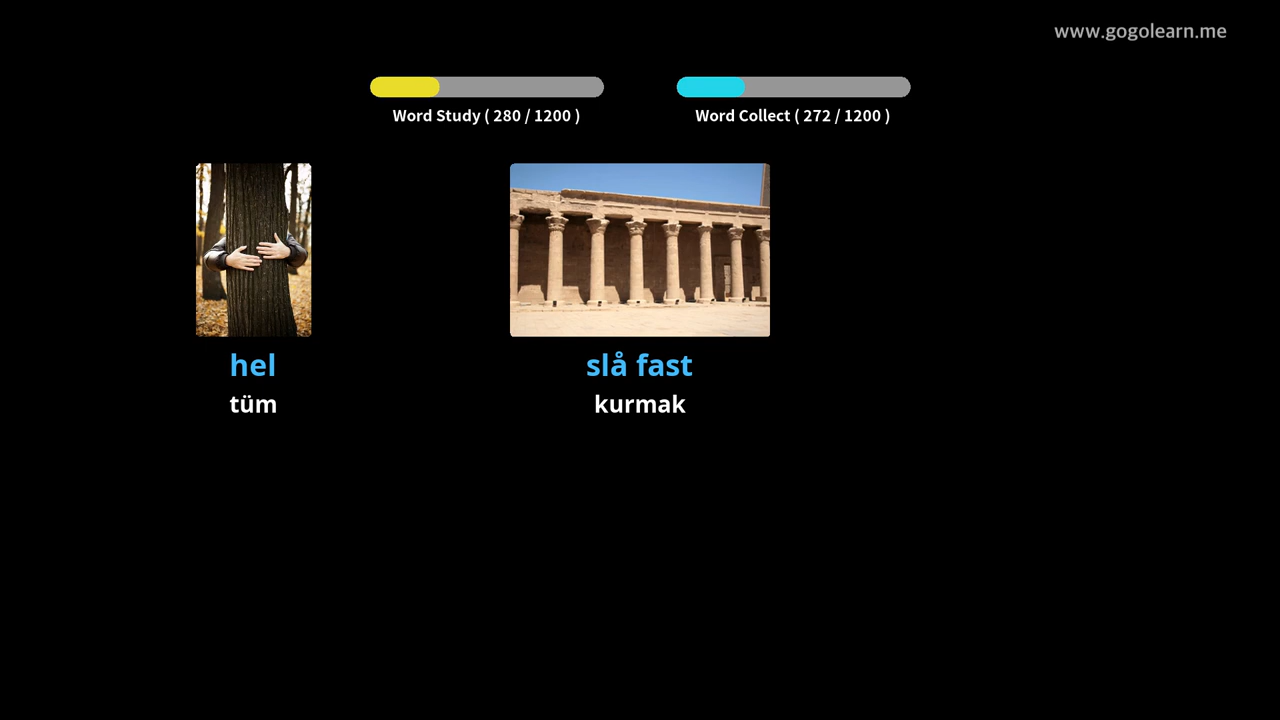 www.gogolearn.me
Word Study ( 280 / 1200 )
Word Collect ( 272 / 1200 )
hel
tüm
slå fast
kurmak